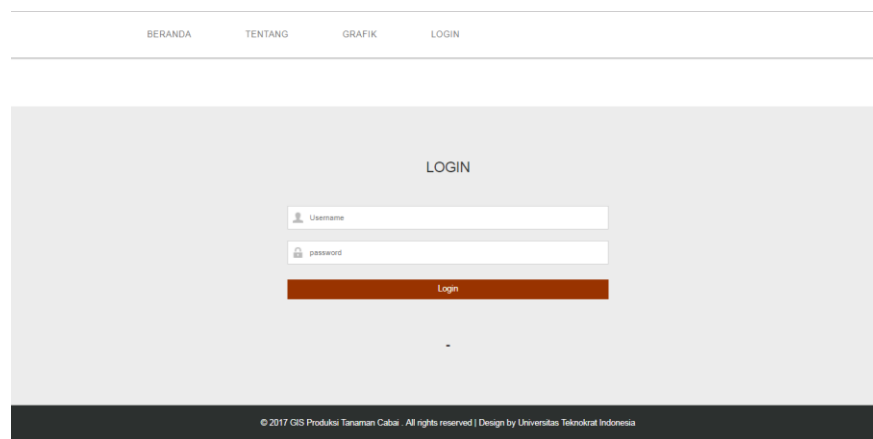 BERANDA TENTANG GRAFIK LOGIN
LOGIN
Username
password
Login
-
© 2017 GIS Produksi Tanaman Cabai . All rights reserved | Design by Universitas Teknokrat Indonesia